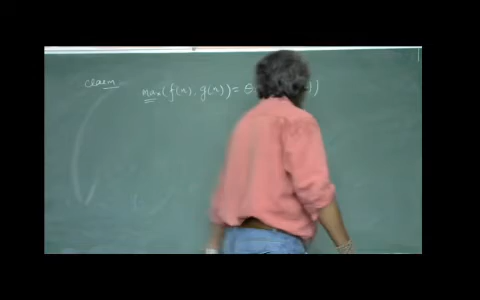 claim
max(f(n), g(n)) = Θ